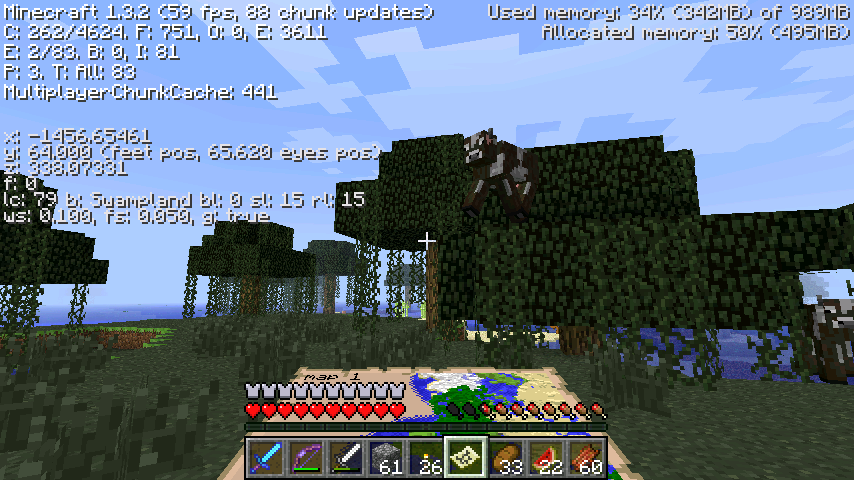 Minecraft 1.3.2 (59 fps, 88 chunk updates)
Used memory: 34% (342MB) of 989MB
C: 262/4624, F: 751, O: 0, E: 3611
Allocated memory: 50% (495MB)
E: 2/83. B: 0, I: 81
P: 3. T: All: 83
MultiplayerChunkCache: 441
x: -1456.65461
y: 64.000 (feet pos, 65.620 eyes pos)
z: 338.07331
f: 0
lc: 79 b: Swampland bl: 0 sl: 15 rl: 15
ws: 0.100, fs: 0.050, g: true
map_1
61 26 33 22 60